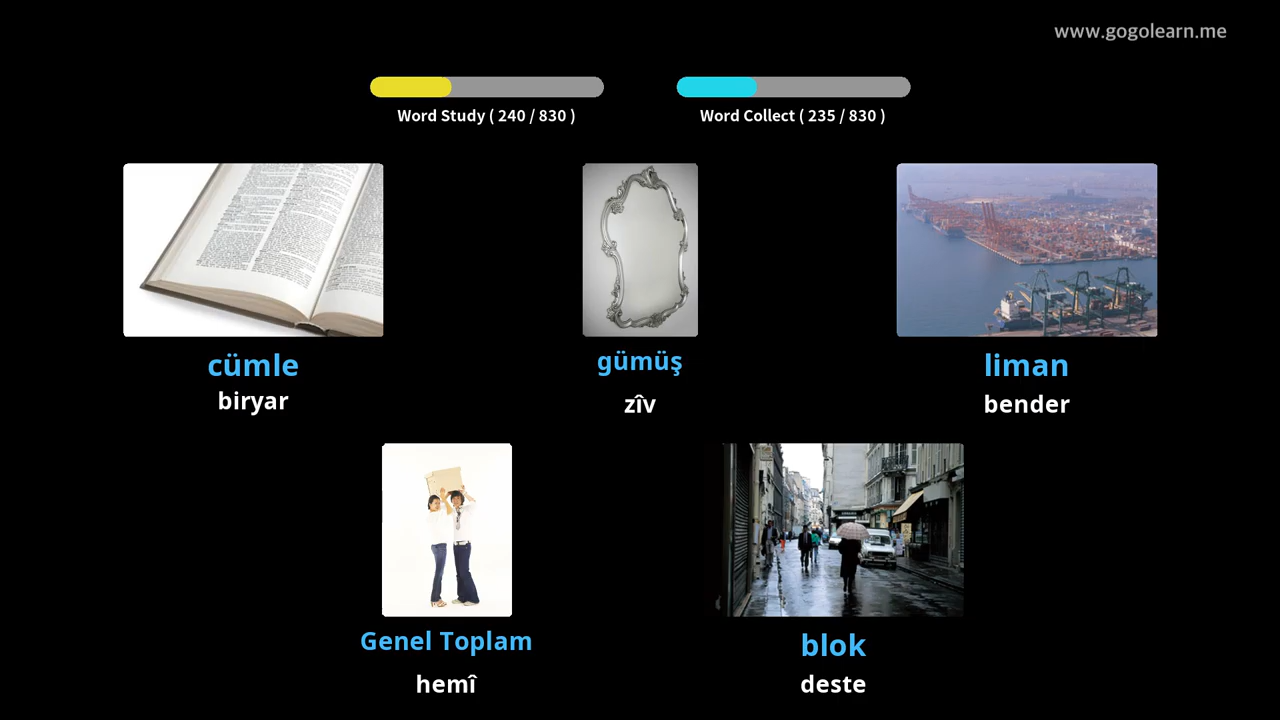 www.gogolearn.me
Word Study ( 240 / 830 )
Word Collect ( 235 / 830 )
cümle
biryar
gümüş
zîv
liman
bender
Genel Toplam
hemî
blok
deste